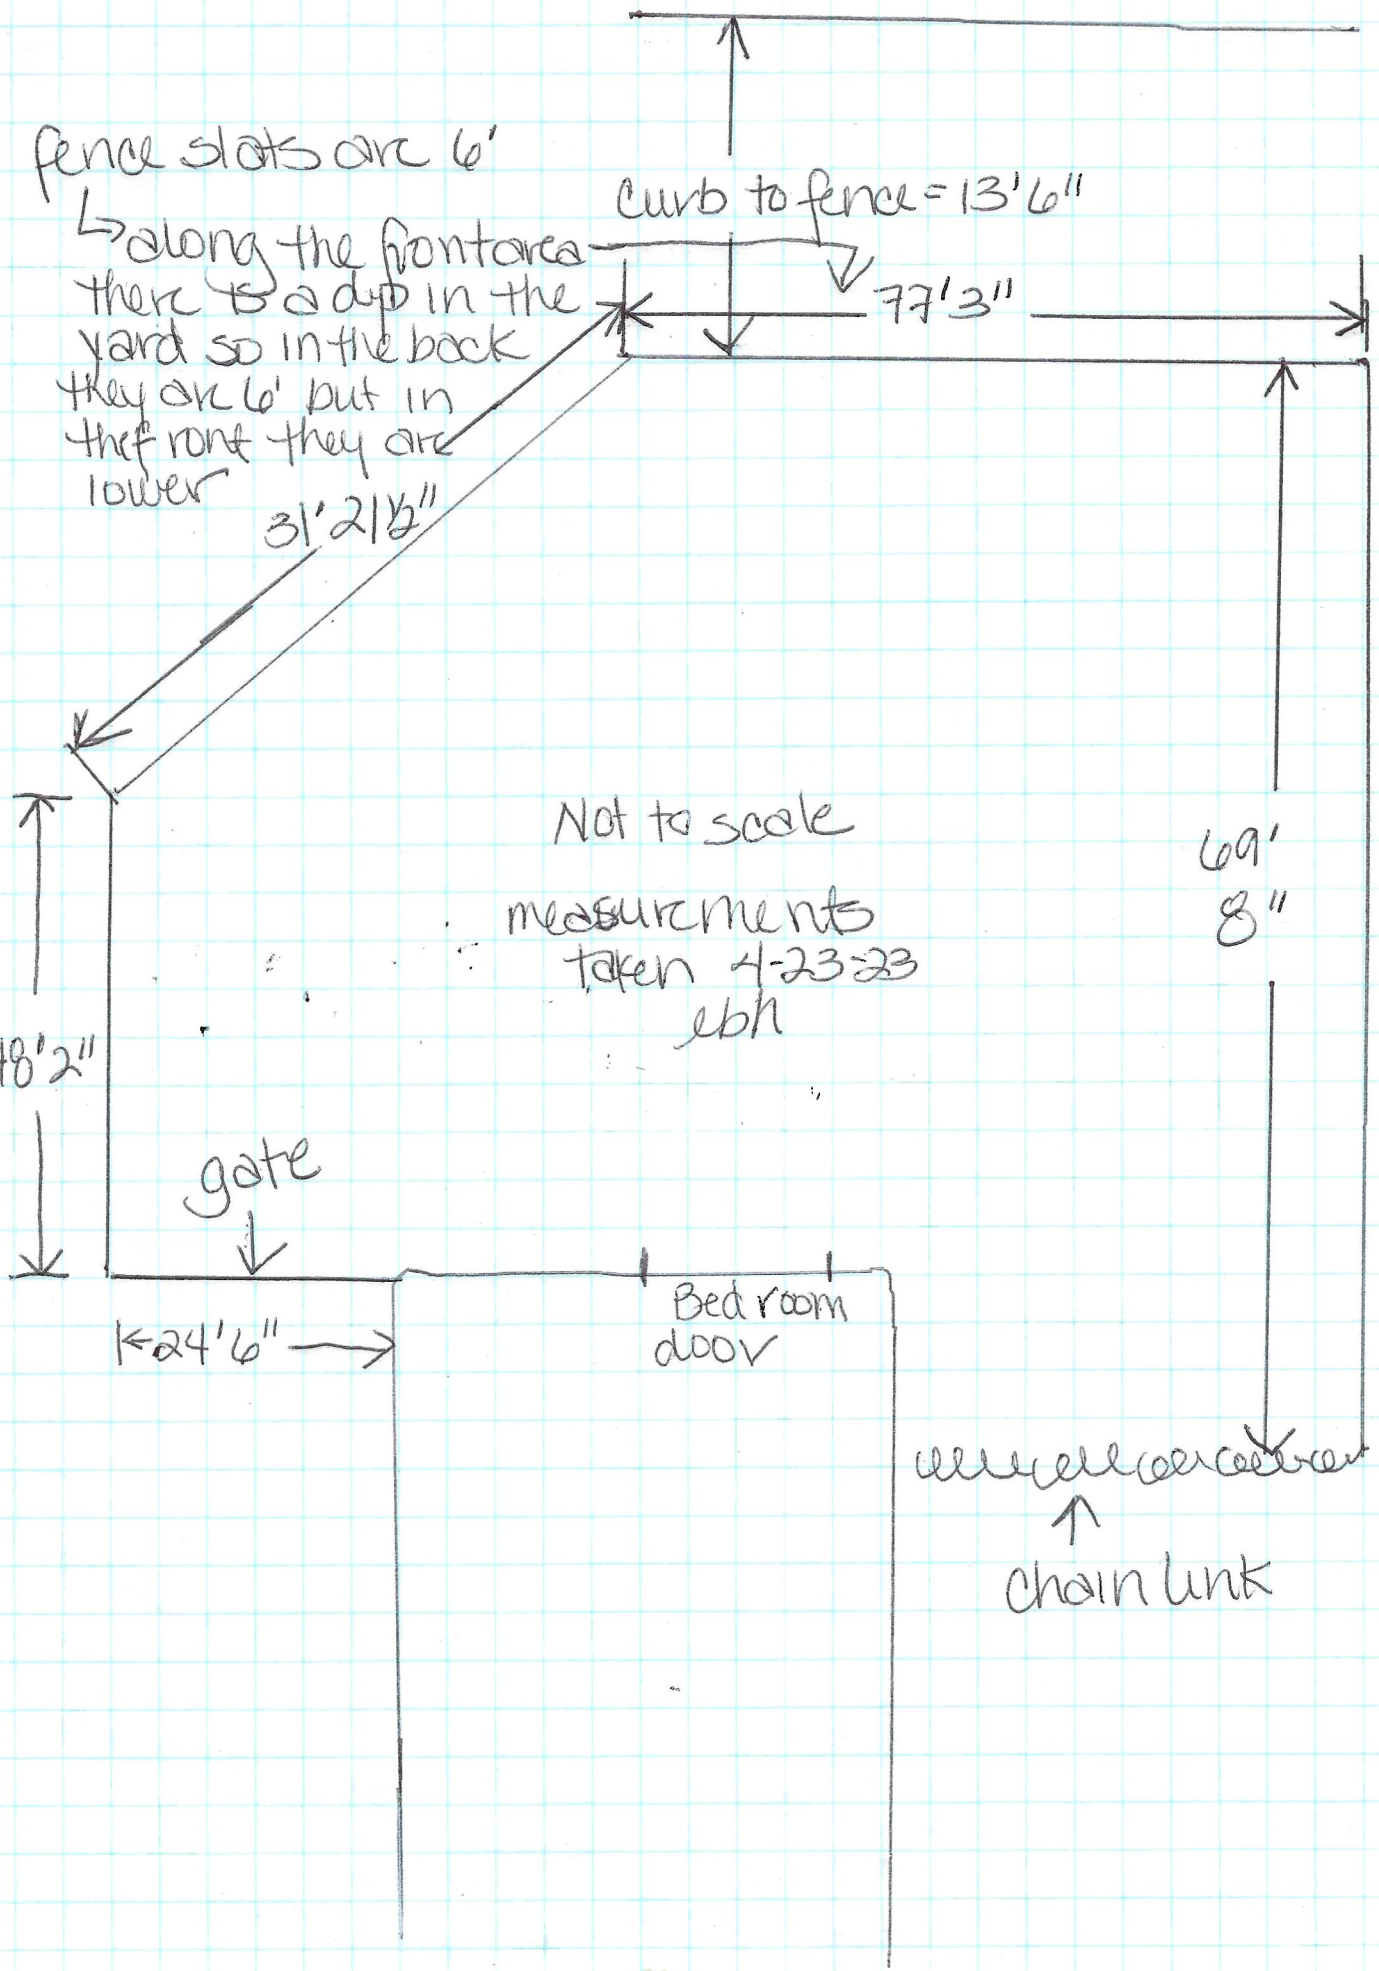 fence slats are 6'
↳ along the front area
there is a dip in the
yard so in the back
they are 6' but in
the front they are
lower
curb to fence = 13'6"
77'3"
31' 2 1/2"
Not to scale
measurements
taken 4-23-23
ebh
69'
8"
48'2"
gate
24'6"
Bedroom
door
chain link